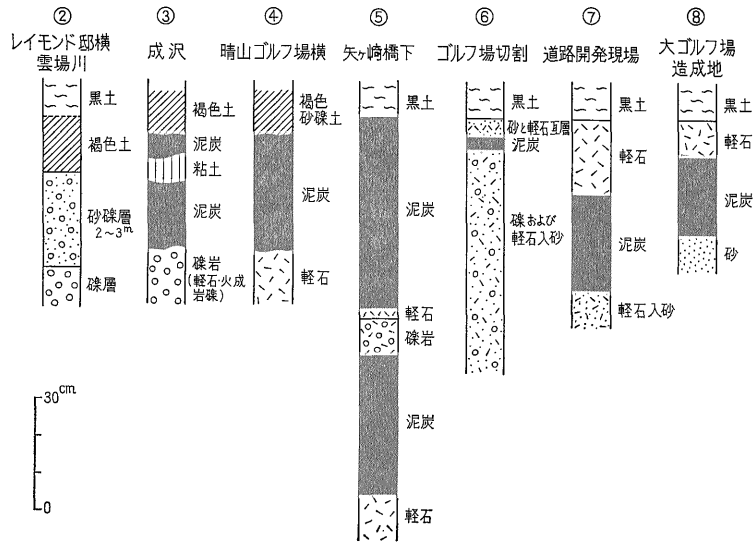 ②
レイモンド邸横
雲場川
黒土
褐色土
砂礫層
2～3m
礫層
③
成沢
褐色土
泥炭
粘土
泥炭
礫岩
(軽石・火成
岩礫)
④
晴山ゴルフ場横
褐色
砂礫土
泥炭
軽石
⑤
矢ヶ崎橋下
黒土
泥炭
軽石
礫岩
泥炭
軽石
⑥
ゴルフ場切割
黒土
砂と軽石互層
泥炭
礫および
軽石入砂
⑦
道路開発現場
黒土
軽石
泥炭
軽石入砂
⑧
大ゴルフ場
造成地
黒土
軽石
泥炭
砂
30cm
0